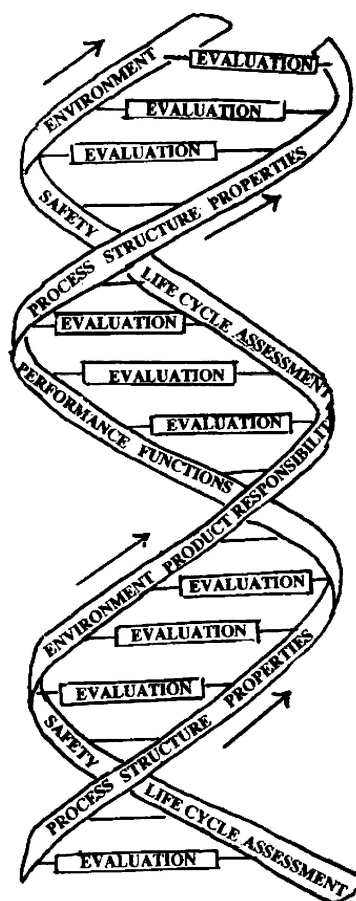 ENVIRONMENT
EVALUATION
EVALUATION
EVALUATION
SAFETY
PROCESS STRUCTURE PROPERTIES
LIFE CYCLE ASSESSMENT
EVALUATION
EVALUATION
PERFORMANCE FUNCTIONS
EVALUATION
ENVIRONMENT PRODUCT RESPONSIBILIT
EVALUATION
EVALUATION
EVALUATION
SAFETY
PROCESS STRUCTURE PROPERTIES
LIFE CYCLE ASSESSMENT
EVALUATION